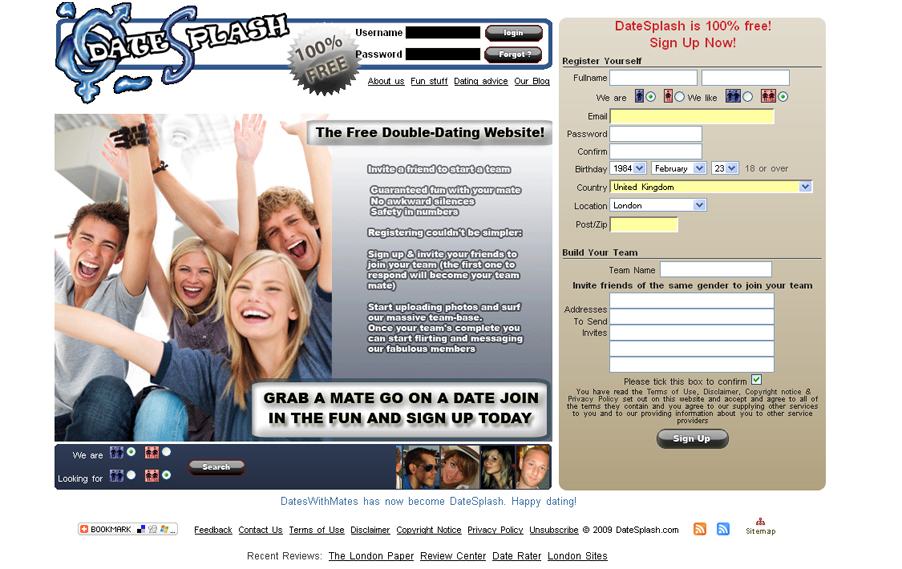 DATESPLASH
100%
FREE
Username
login
Password
Forgot ?
About us Fun stuff Dating advice Our Blog
The Free Double-Dating Website!
Invite a friend to start a team
Guaranteed fun with your mate
No awkward silences
Safety in numbers
Registering couldn't be simpler:
Sign up & invite your friends to
join your team (the first one to
respond will become your team
mate)
Start uploading photos and surf
our massive team-base.
Once your team's complete you
can start flirting and messaging
our fabulous members
GRAB A MATE GO ON A DATE JOIN
IN THE FUN AND SIGN UP TODAY
We are
Looking for
Search
DateSplash is 100% free!
Sign Up Now!
Register Yourself
Fullname
We are We like
Email
Password
Confirm
Birthday 1984 February 23 18 or over
Country United Kingdom
Location London
Post/Zip
Build Your Team
Team Name
Invite friends of the same gender to join your team
Addresses
To Send
Invites
Please tick this box to confirm
You have read the Terms of Use, Disclaimer, Copyright notice &
Privacy Policy set out on this website and accept and agree to all of
the terms they contain and you agree to our supplying other services
to you and to our providing information about you to other service
providers
Sign Up
DatesWithMates has now become DateSplash. Happy dating!
BOOKMARK
Feedback Contact Us Terms of Use Disclaimer Copyright Notice Privacy Policy Unsubscribe © 2009 DateSplash.com
Sitemap
Recent Reviews: The London Paper Review Center Date Rater London Sites